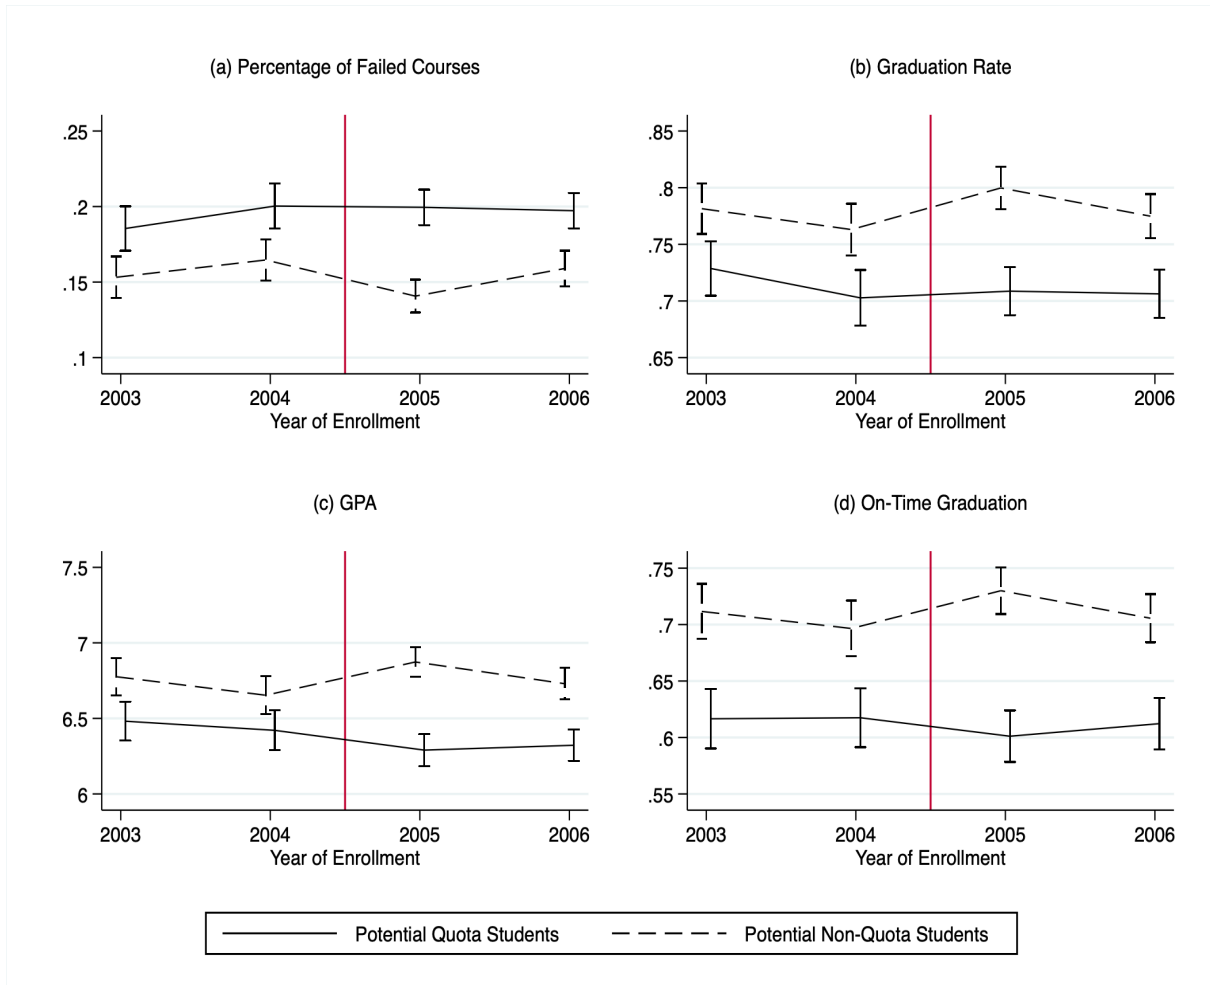 (a) Percentage of Failed Courses
.25
.2
.15
.1
2003 2004 2005 2006
Year of Enrollment
(b) Graduation Rate
.85
.8
.75
.7
.65
2003 2004 2005 2006
Year of Enrollment
(c) GPA
7.5
7
6.5
6
2003 2004 2005 2006
Year of Enrollment
(d) On-Time Graduation
.75
.7
.65
.6
.55
2003 2004 2005 2006
Year of Enrollment
Potential Quota Students Potential Non-Quota Students